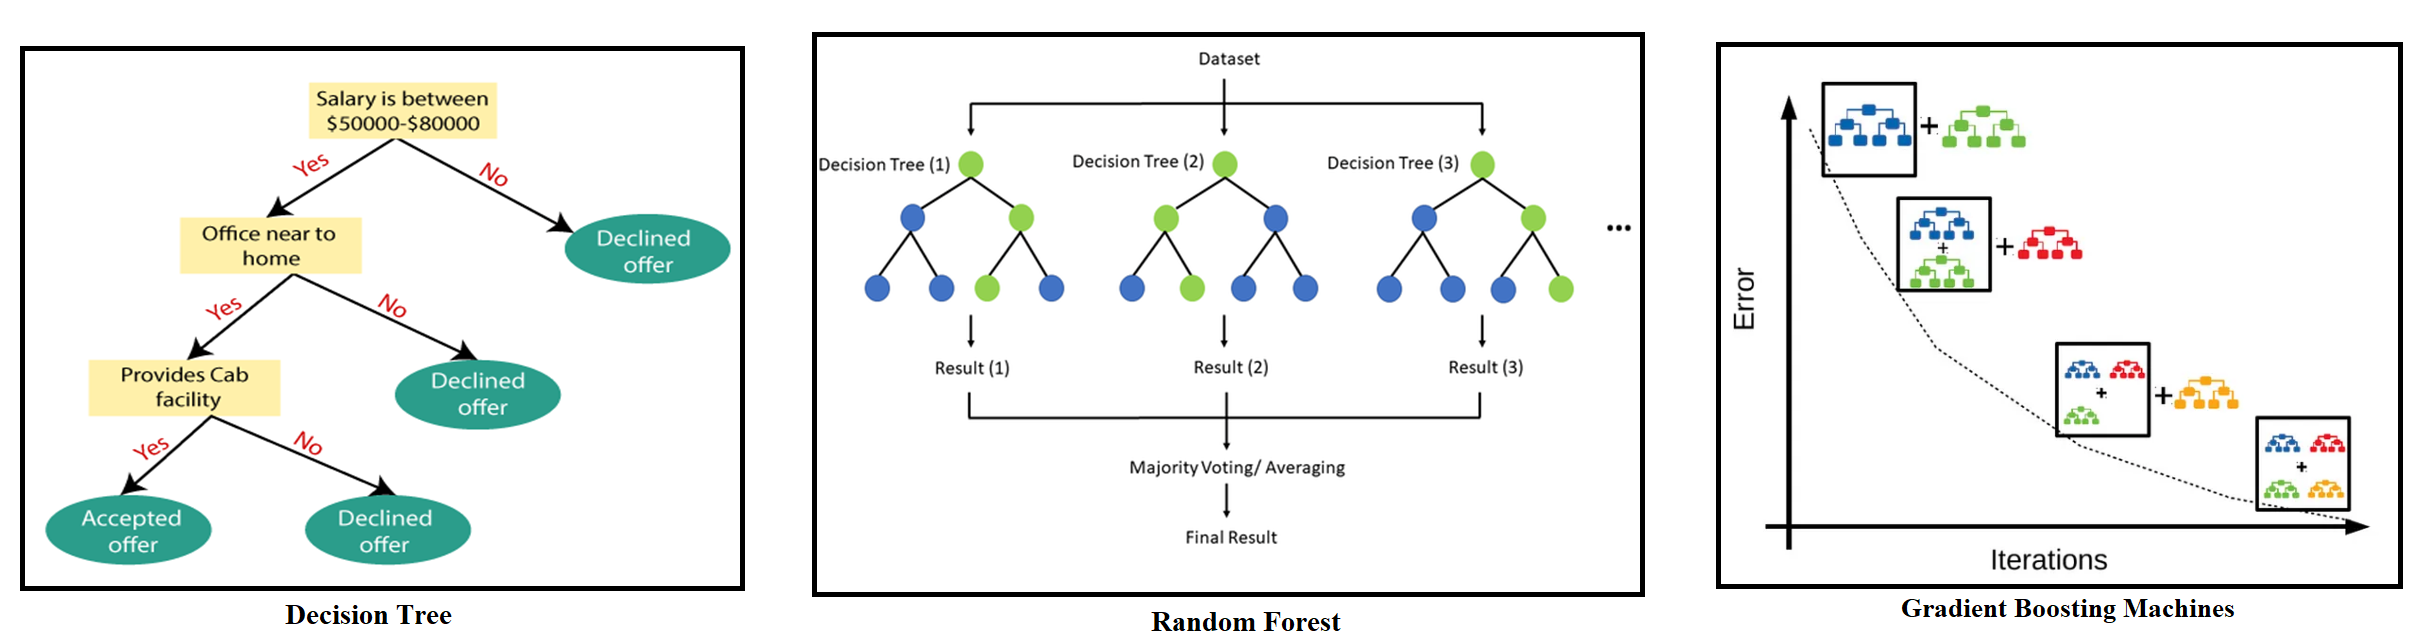 Salary is between
$50000-$80000
Yes
No
Office near to
home
Declined
offer
Yes
No
Provides Cab
facility
Declined
offer
Yes
No
Accepted
offer
Declined
offer
Decision Tree
Dataset
Decision Tree (1)
Decision Tree (2)
Decision Tree (3)
...
Result (1)
Result (2)
Result (3)
Majority Voting/ Averaging
Final Result
Random Forest
Error
+
+
+
+
+
+
Iterations
Gradient Boosting Machines